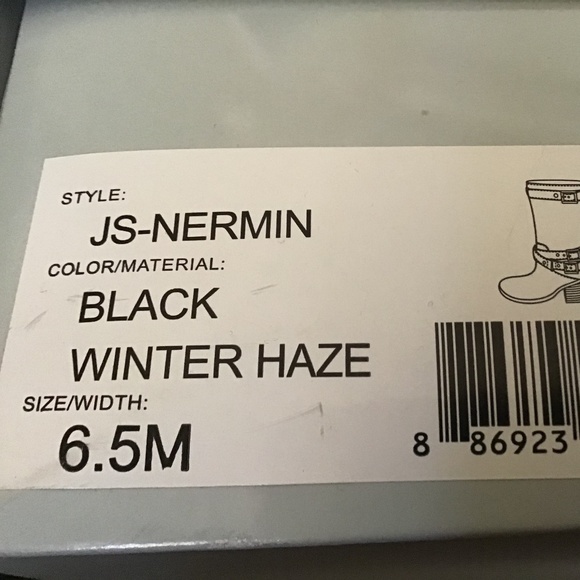 STYLE:
JS-NERMIN
COLOR/MATERIAL:
BLACK
WINTER HAZE
SIZE/WIDTH:
6.5M
8 86923